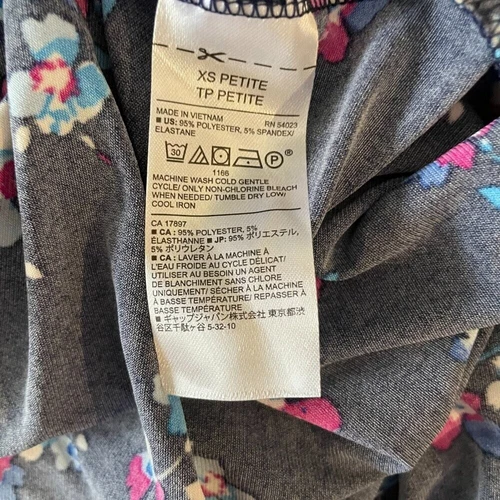 XS PETITE
TP PETITE
MADE IN VIETNAM RN 54023
■ US: 95% POLYESTER, 5% SPANDEX/
ELASTANE
30 P ®
1166
MACHINE WASH COLD GENTLE
CYCLE/ ONLY NON-CHLORINE BLEACH
WHEN NEEDED/ TUMBLE DRY LOW/
COOL IRON
CA 17897
■ CA : 95% POLYESTER, 5%
ÉLASTHANNE ■ JP: 95% ポリエステル,
5% ポリウレタン
■ CA : LAVER À LA MACHINE À
L'EAU FROIDE AU CYCLE DÉLICAT/
UTILISER AU BESOIN UN AGENT
DE BLANCHIMENT SANS CHLORE
UNIQUEMENT/ SÉCHER À LA MACHINE
À BASSE TEMPÉRATURE/ REPASSER À
BASSE TEMPÉRATURE
■ ギャップジャパン株式会社 東京都渋
谷区千駄ヶ谷 5-32-10